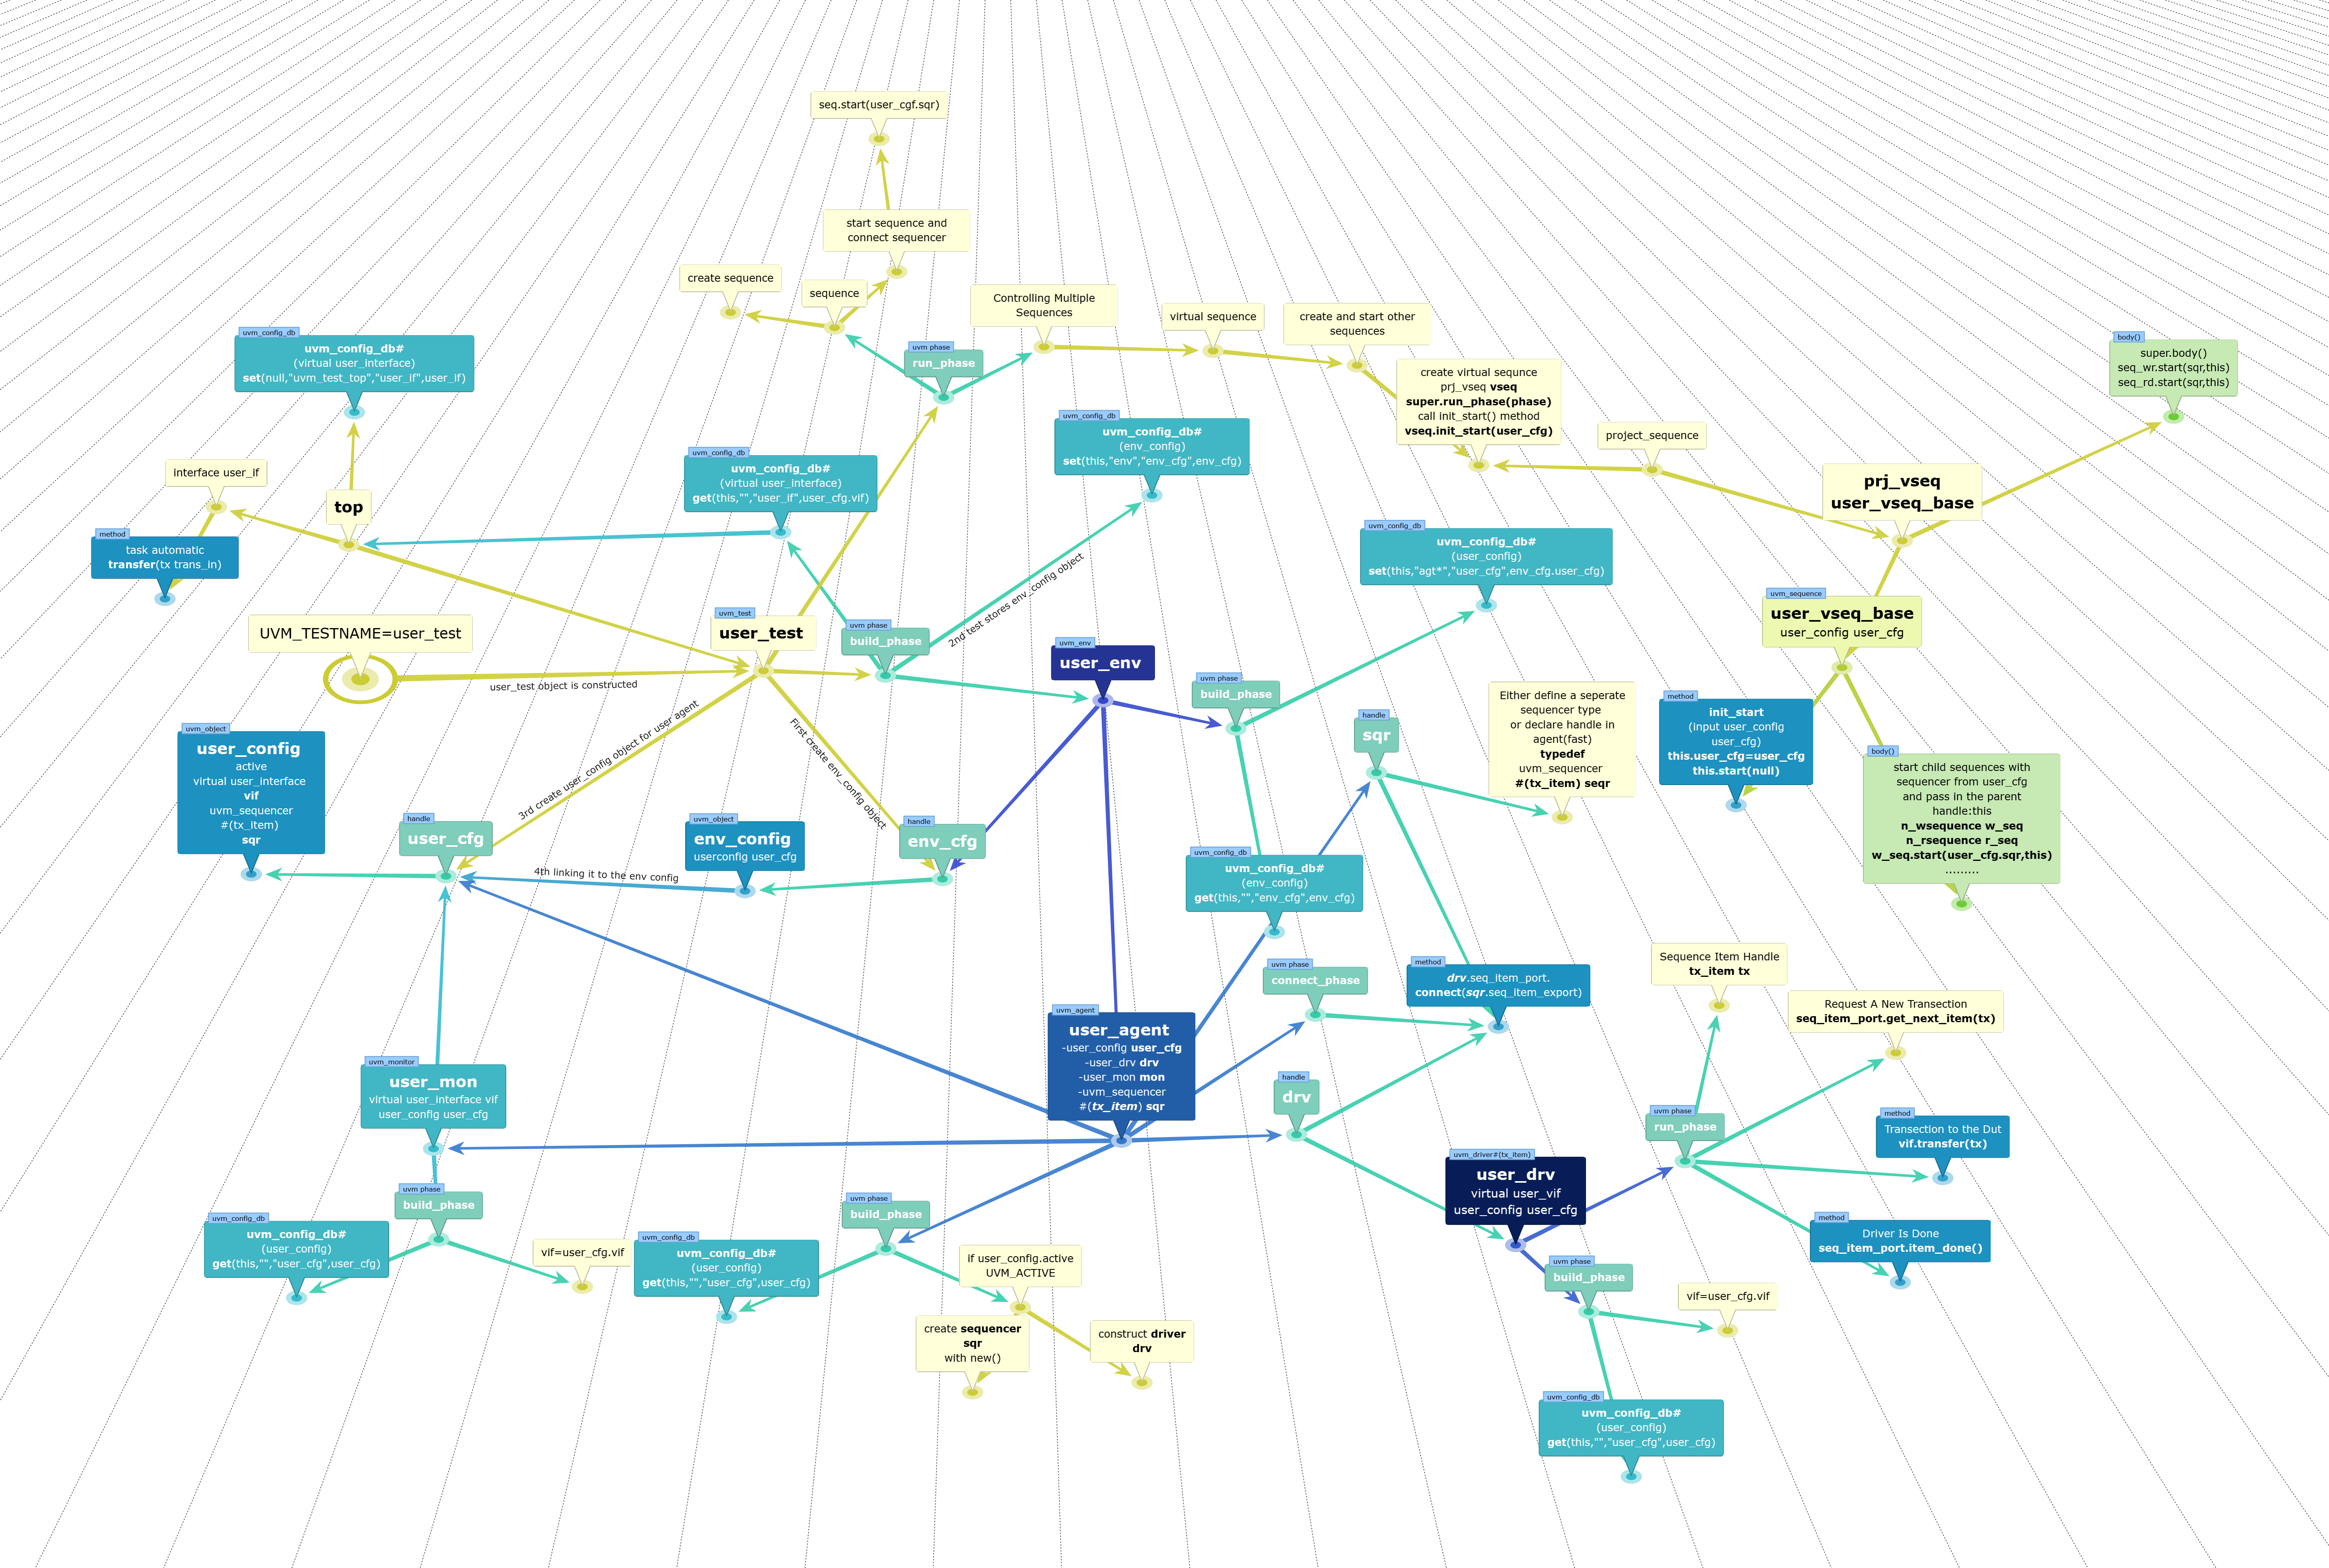 seq.start(user_cgf.sqr)
start sequence and
connect sequencer
create sequence
sequence
Controlling Multiple
Sequences
virtual sequence
create and start other
sequences
uvm_config_db
uvm_config_db#
(virtual user_interface)
set(null,"uvm_test_top","user_if",user_if)
uvm phase
run_phase
create virtual sequnce
prj_vseq vseq
super.run_phase(phase)
call init_start() method
vseq.init_start(user_cfg)
body()
super.body()
seq_wr.start(sqr,this)
seq_rd.start(sqr,this)
uvm_config_db
uvm_config_db#
(env_config)
set(this,"env","env_cfg",env_cfg)
project_sequence
interface user_if
uvm_config_db
uvm_config_db#
(virtual user_interface)
get(this,"","user_if",user_cfg.vif)
prj_vseq
user_vseq_base
top
method
task automatic
transfer(tx trans_in)
uvm_config_db
uvm_config_db#
(user_config)
set(this,"agt*","user_cfg",env_cfg.user_cfg)
2nd test stores env_config object
UVM_TESTNAME=user_test
user_test object is constructed
uvm_test
user_test
uvm phase
build_phase
uvm_env
user_env
uvm_sequence
user_vseq_base
user_config user_cfg
uvm phase
build_phase
Either define a seperate
sequencer type
or declare handle in
agent(fast)
typedef
uvm_sequencer
#(tx_item) seqr
method
init_start
(input user_config
user_cfg)
this.user_cfg=user_cfg
this.start(null)
handle
sqr
uvm_object
user_config
active
virtual user_interface
vif
uvm_sequencer
#(tx_item)
sqr
3rd create user_config object for user agent
First create env_config object
body()
start child sequences with
sequencer from user_cfg
and pass in the parent
handle:this
n_wsequence w_seq
n_rsequence r_seq
w_seq.start(user_cfg.sqr,this)
.........
handle
user_cfg
uvm_object
env_config
userconfig user_cfg
handle
env_cfg
4th linking it to the env config
uvm_config_db
uvm_config_db#
(env_config)
get(this,"","env_cfg",env_cfg)
uvm phase
connect_phase
method
drv.seq_item_port.
connect(sqr.seq_item_export)
Sequence Item Handle
tx_item tx
Request A New Transection
seq_item_port.get_next_item(tx)
uvm_agent
user_agent
-user_config user_cfg
-user_drv drv
-user_mon mon
-uvm_sequencer
#(tx_item) sqr
uvm_monitor
user_mon
virtual user_interface vif
user_config user_cfg
handle
drv
uvm phase
run_phase
method
Transection to the Dut
vif.transfer(tx)
uvm_driver#(tx_item)
user_drv
virtual user_vif
user_config user_cfg
uvm phase
build_phase
uvm phase
build_phase
method
Driver Is Done
seq_item_port.item_done()
uvm_config_db
uvm_config_db#
(user_config)
get(this,"","user_cfg",user_cfg)
vif=user_cfg.vif
uvm_config_db
uvm_config_db#
(user_config)
get(this,"","user_cfg",user_cfg)
if user_config.active
UVM_ACTIVE
uvm phase
build_phase
vif=user_cfg.vif
create sequencer
sqr
with new()
construct driver
drv
uvm_config_db
uvm_config_db#
(user_config)
get(this,"","user_cfg",user_cfg)